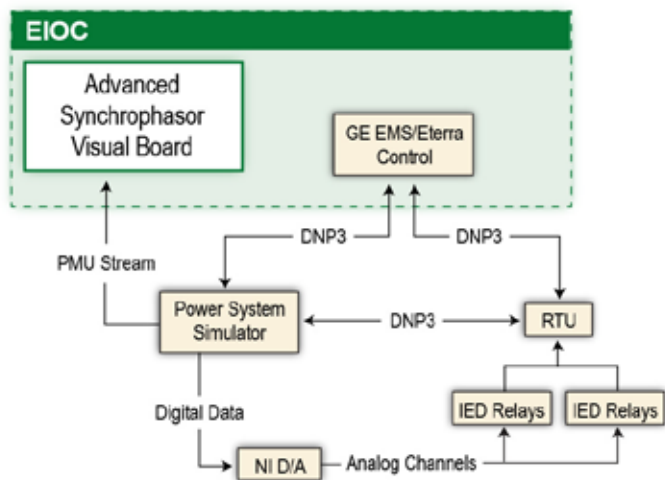 EIOC
Advanced
Synchrophasor
Visual Board
GE EMS/Eterra
Control
DNP3
DNP3
PMU Stream
Power System
Simulator
DNP3
RTU
Digital Data
IED Relays
IED Relays
NI D/A
Analog Channels